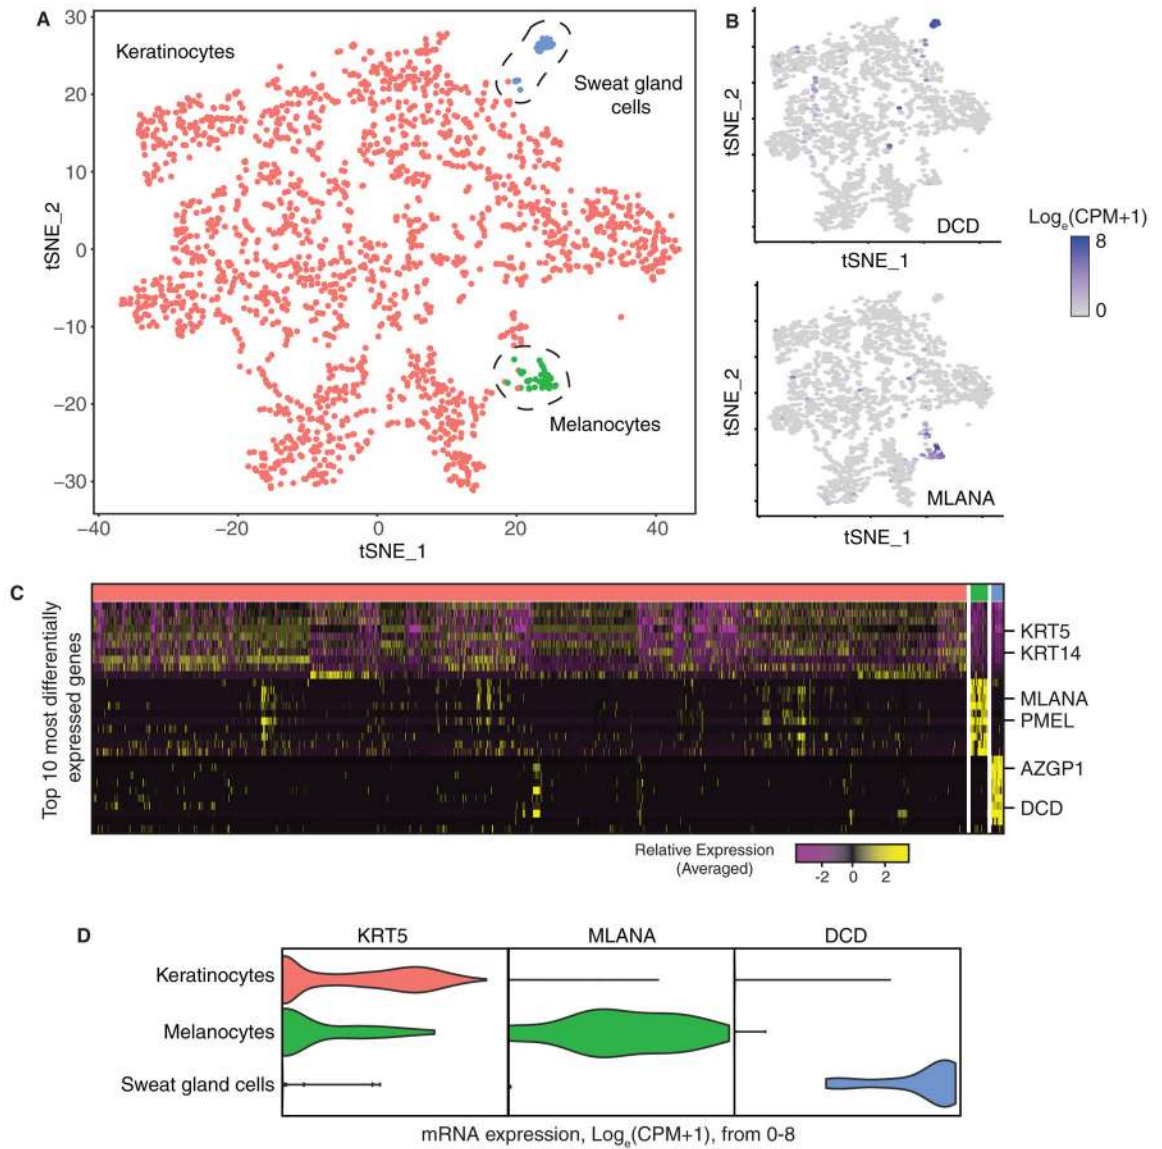 A
30
20
10
0
−10
−20
−30
tSNE_2
Keratinocytes
Sweat gland
cells
Melanocytes
−40
−20
0
20
40
tSNE_1
B
tSNE_2
DCD
tSNE_1
Logₑ(CPM+1)
8
0
tSNE_2
MLANA
tSNE_1
C
Top 10 most differentially
expressed genes
KRT5
KRT14
MLANA
PMEL
AZGP1
DCD
Relative Expression
(Averaged)
-2
0
2
D
KRT5
MLANA
DCD
Keratinocytes
Melanocytes
Sweat gland cells
mRNA expression, Logₑ(CPM+1), from 0-8